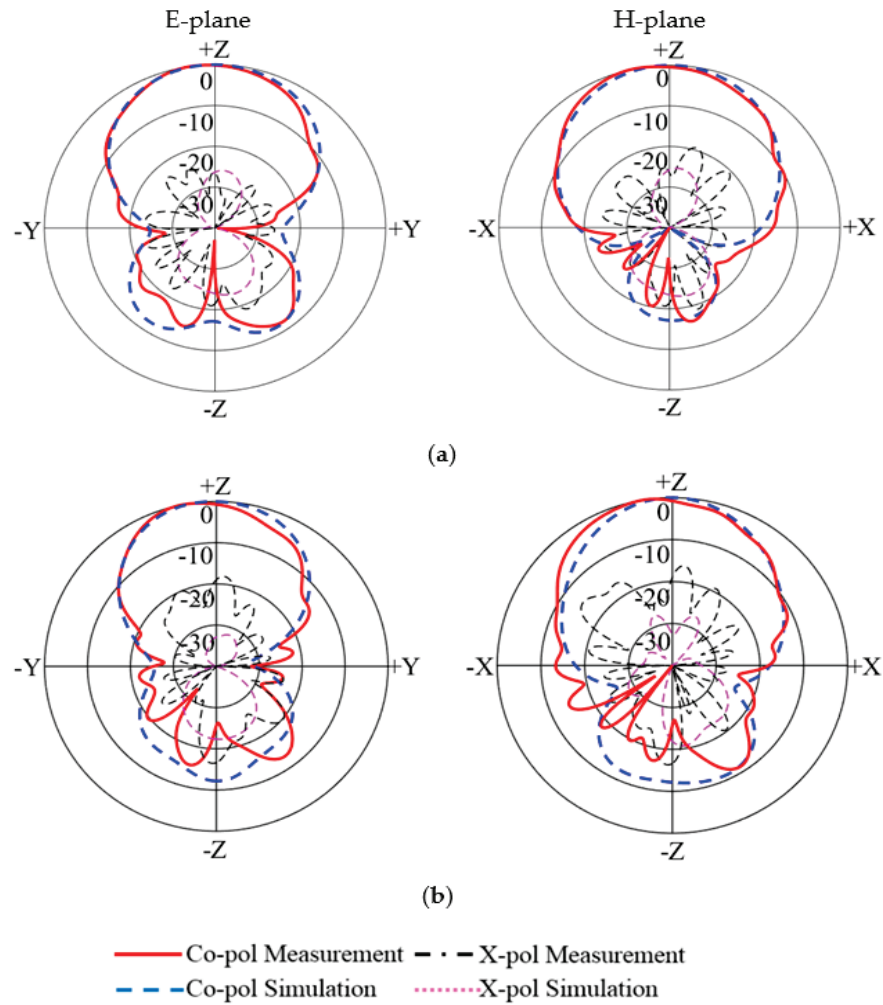 E-plane
H-plane
+Z
+Z
0
0
-10
-10
-20
-20
-30
-30
-Y
+Y
-X
+X
-Z
-Z
(a)
+Z
+Z
0
0
-10
-10
-20
-20
-30
-30
-Y
+Y
-X
+X
-Z
-Z
(b)
Co-pol Measurement
X-pol Measurement
Co-pol Simulation
X-pol Simulation